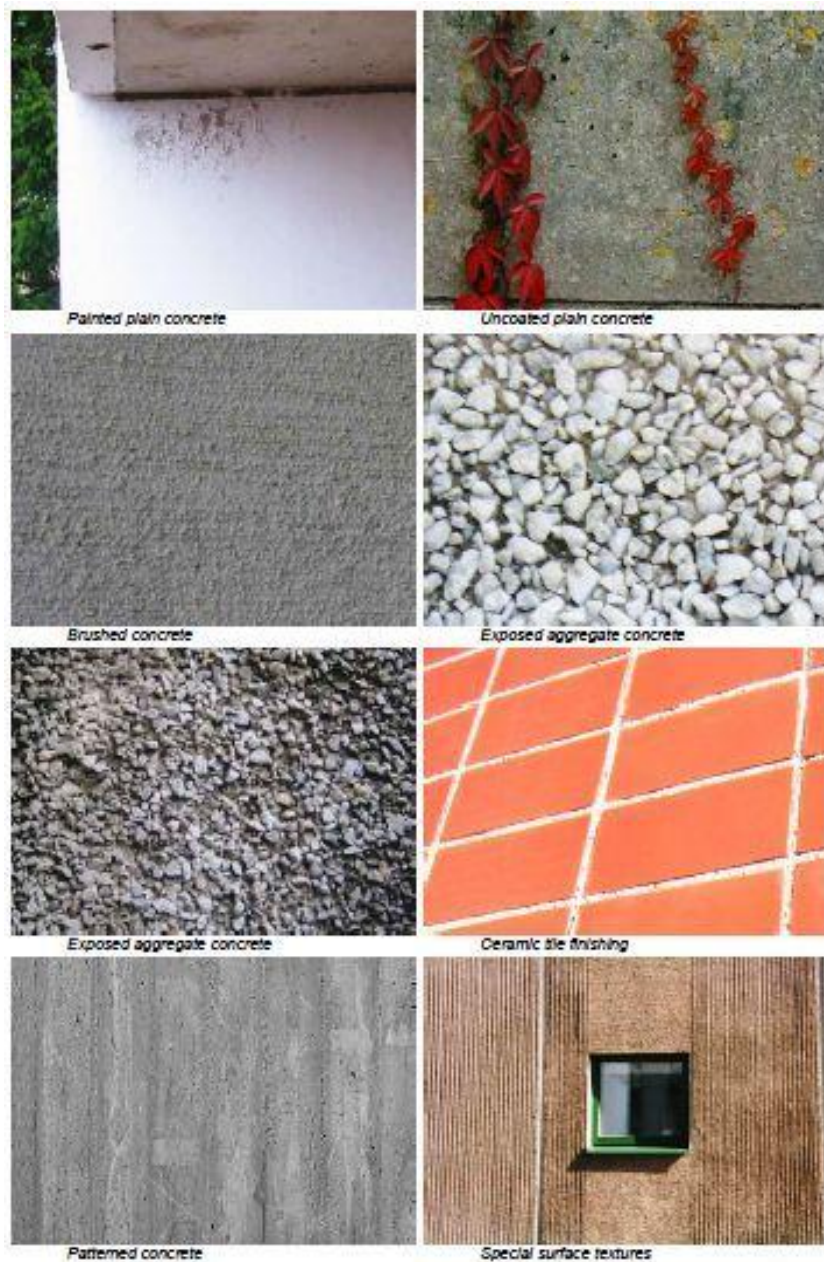 Painted plain concrete
Uncoated plain concrete
Brushed concrete
Exposed aggregate concrete
Exposed aggregate concrete
Ceramic tile finishing
Patterned concrete
Special surface textures